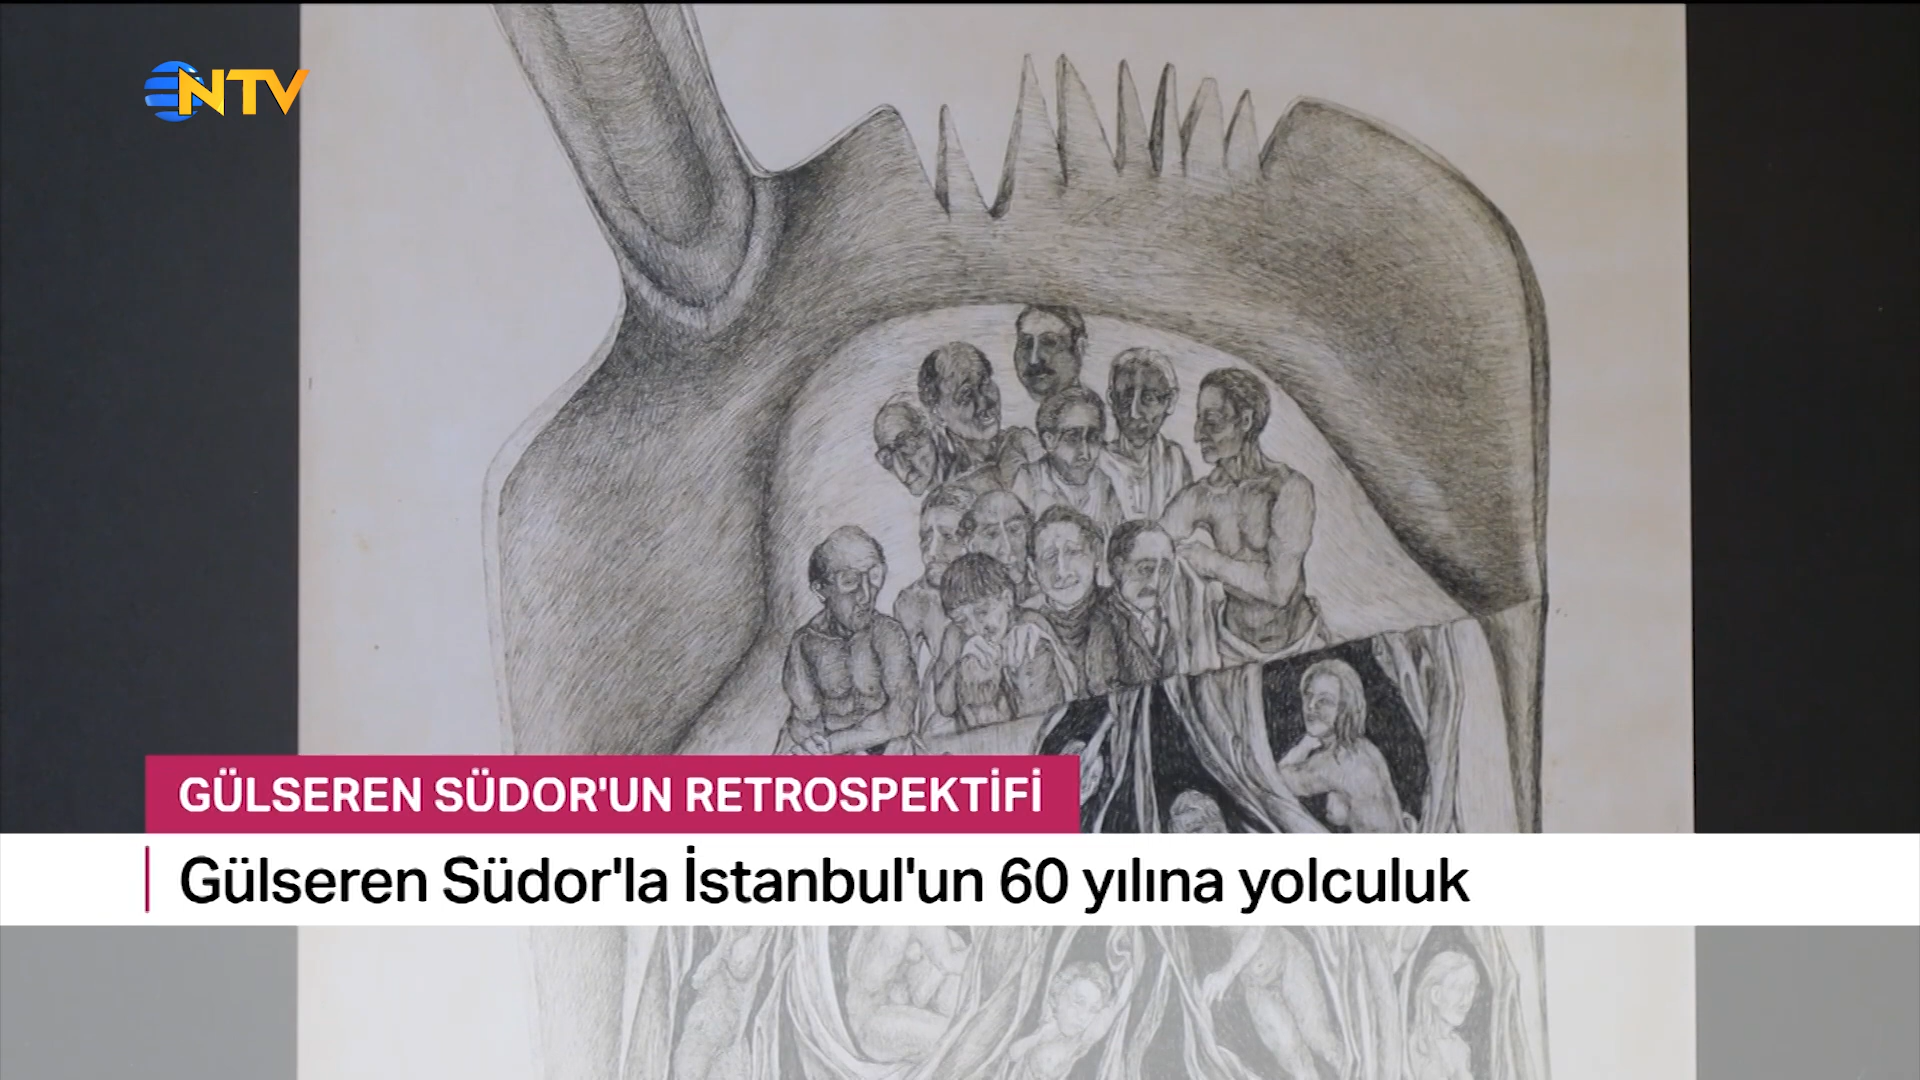 NTV
GÜLSEREN SÜDOR'UN RETROSPEKTİFİ
Gülseren Südor'la İstanbul'un 60 yılına yolculuk